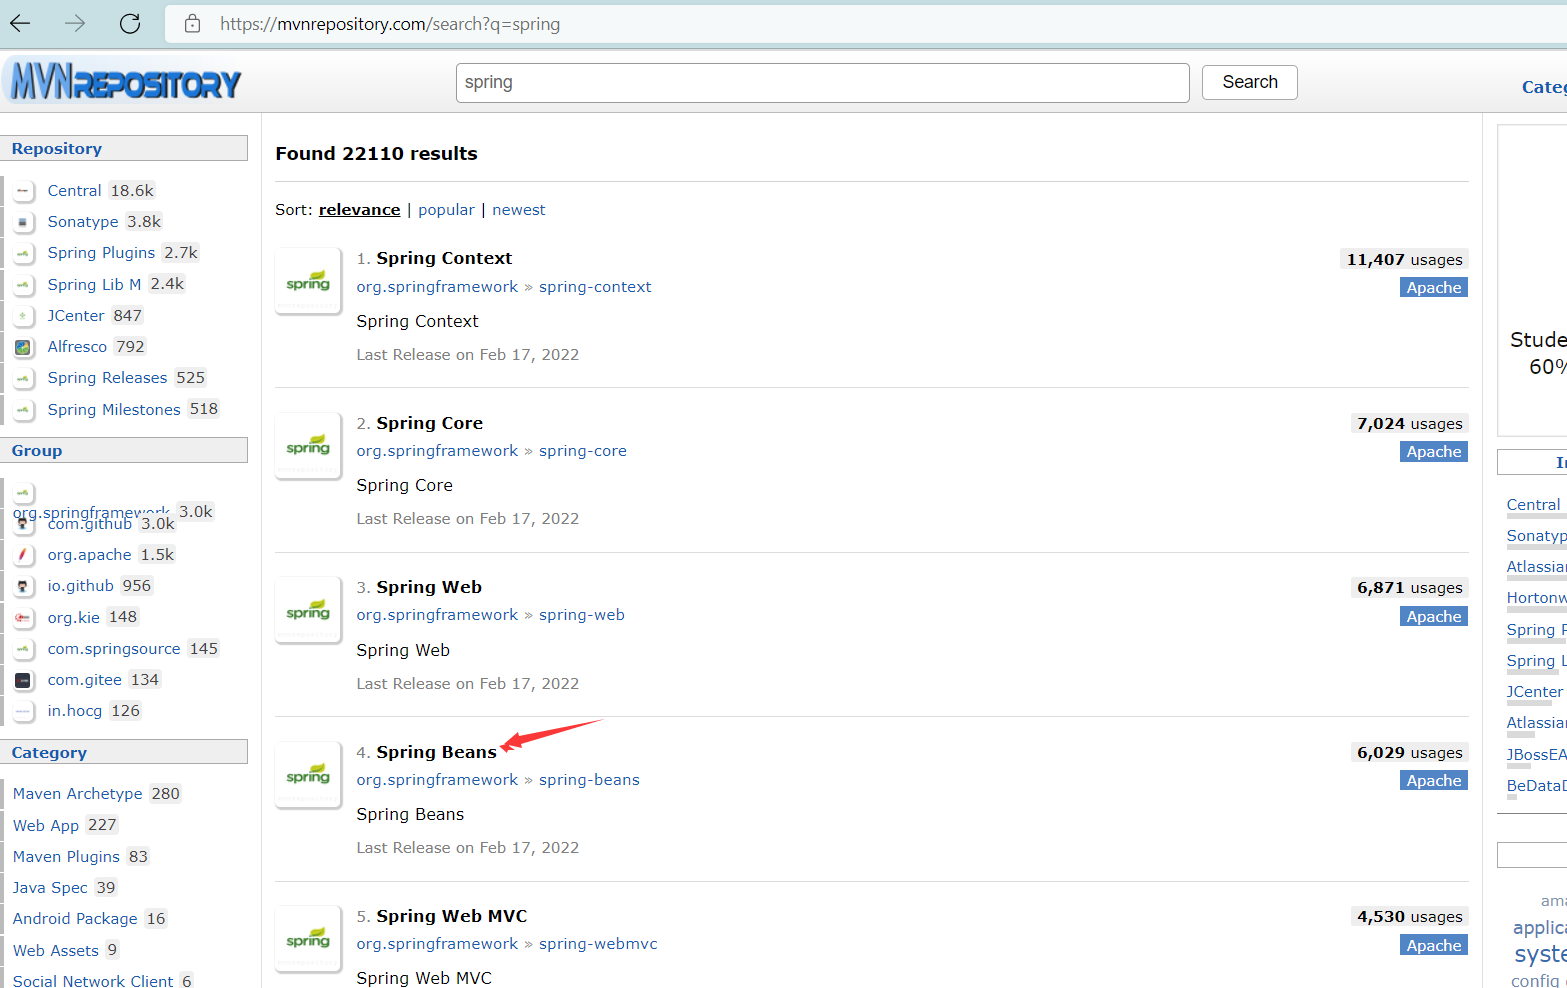 https://mvnrepository.com/search?q=spring
MVNREPOSITORY
spring
Search
Repository
Central 18.6k
Sonatype 3.8k
Spring Plugins 2.7k
Spring Lib M 2.4k
JCenter 847
Alfresco 792
Spring Releases 525
Spring Milestones 518
Group
org.springframework 3.0k
com.github 3.0k
org.apache 1.5k
io.github 956
org.kie 148
com.springsource 145
com.gitee 134
in.hocg 126
Category
Maven Archetype 280
Web App 227
Maven Plugins 83
Java Spec 39
Android Package 16
Web Assets 9
Social Network Client 6
Found 22110 results
Sort: relevance | popular | newest
spring
1. Spring Context
11,407 usages
org.springframework » spring-context
Apache
Spring Context
Last Release on Feb 17, 2022
spring
2. Spring Core
7,024 usages
org.springframework » spring-core
Apache
Spring Core
Last Release on Feb 17, 2022
spring
3. Spring Web
6,871 usages
org.springframework » spring-web
Apache
Spring Web
Last Release on Feb 17, 2022
spring
4. Spring Beans
6,029 usages
org.springframework » spring-beans
Apache
Spring Beans
Last Release on Feb 17, 2022
spring
5. Spring Web MVC
4,530 usages
org.springframework » spring-webmvc
Apache
Spring Web MVC
Categ
Stude
60%
Central
Sonatyp
Atlassian
Hortonw
Spring P
Spring L
JCenter
Atlassian
JBossEA
BeDataD
ama
applica
syste
config